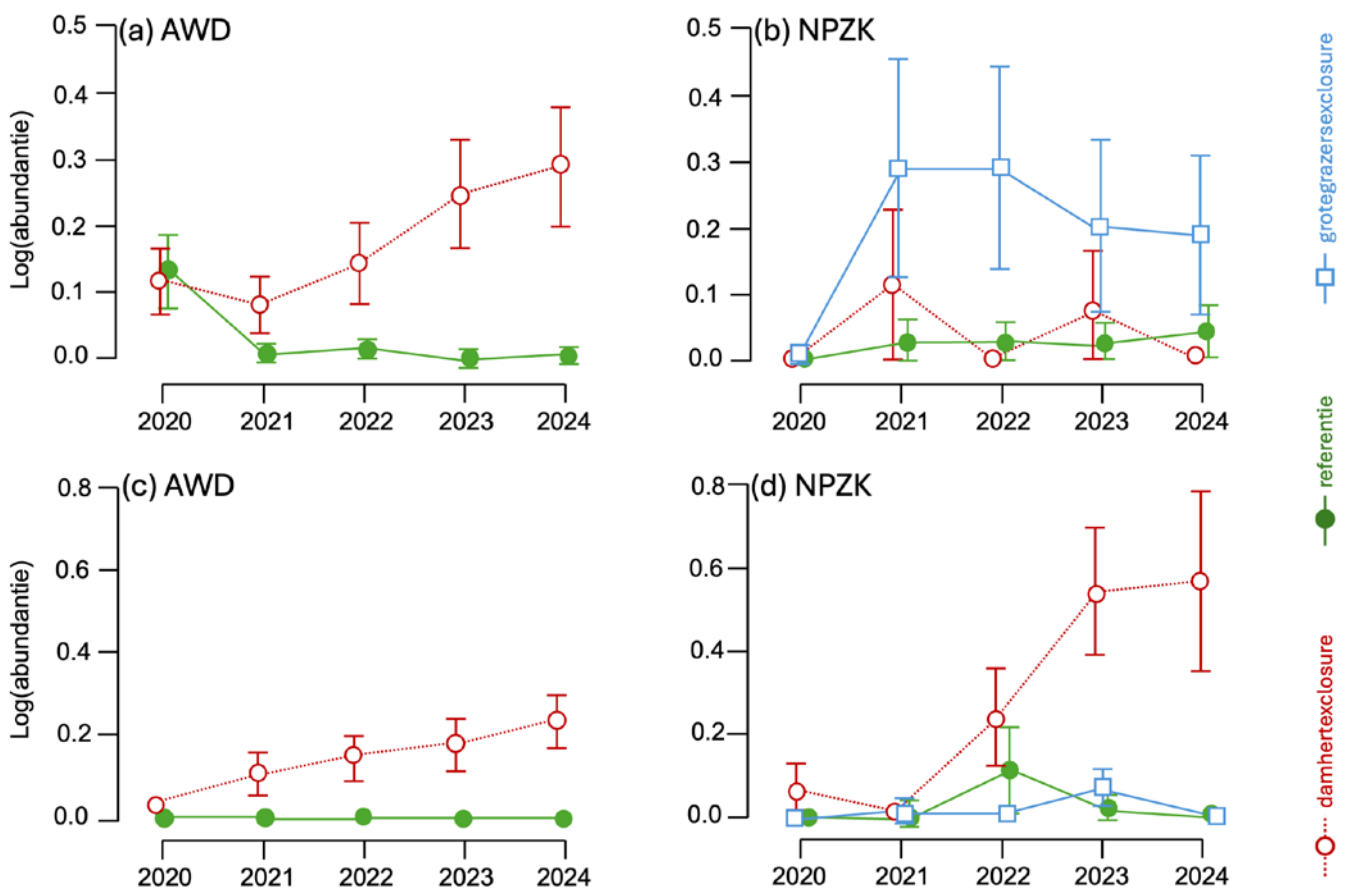 (a) AWD
Log(abundantie)
0.5
0.4
0.3
0.2
0.1
0.0
2020 2021 2022 2023 2024
(b) NPZK
0.5
0.4
0.3
0.2
0.1
0.0
2020 2021 2022 2023 2024
(c) AWD
Log(abundantie)
0.8
0.6
0.4
0.2
0.0
2020 2021 2022 2023 2024
(d) NPZK
0.8
0.6
0.4
0.2
0.0
2020 2021 2022 2023 2024
grotegrazersexclosure
referentie
damhertexclosure